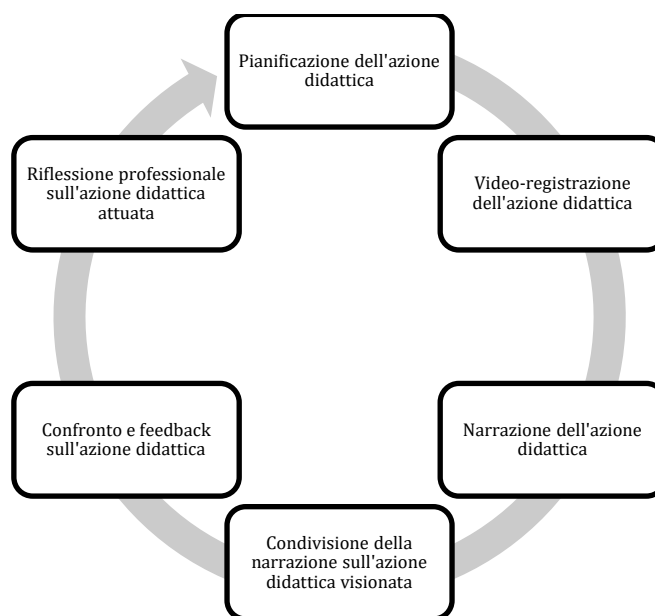 Pianificazione dell'azione
didattica
Video-registrazione
dell'azione didattica
Narrazione dell'azione
didattica
Condivisione della
narrazione sull'azione
didattica visionata
Confronto e feedback
sull'azione didattica
Riflessione professionale
sull'azione didattica
attuata